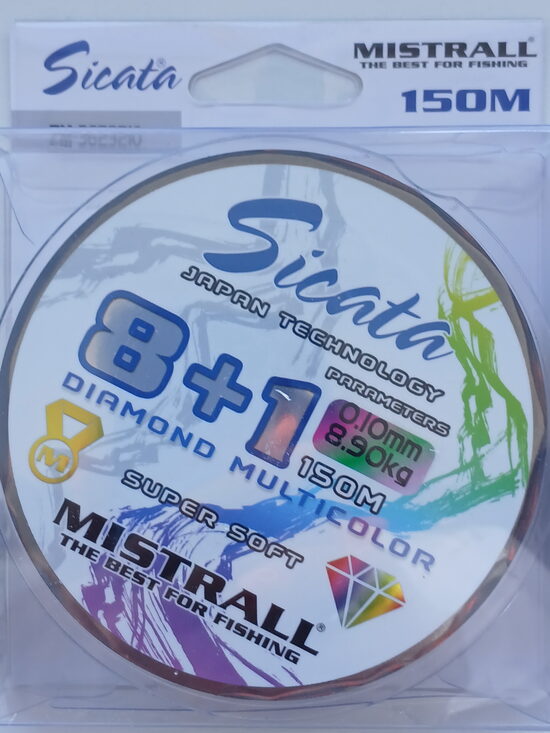 Sicata®
MISTRALL®
THE BEST FOR FISHING
150M
Sicata
JAPAN TECHNOLOGY
PARAMETERS
8+1
0.10mm
8.90kg
150M
DIAMOND MULTICOLOR
M
SUPER SOFT
MISTRALL®
THE BEST FOR FISHING